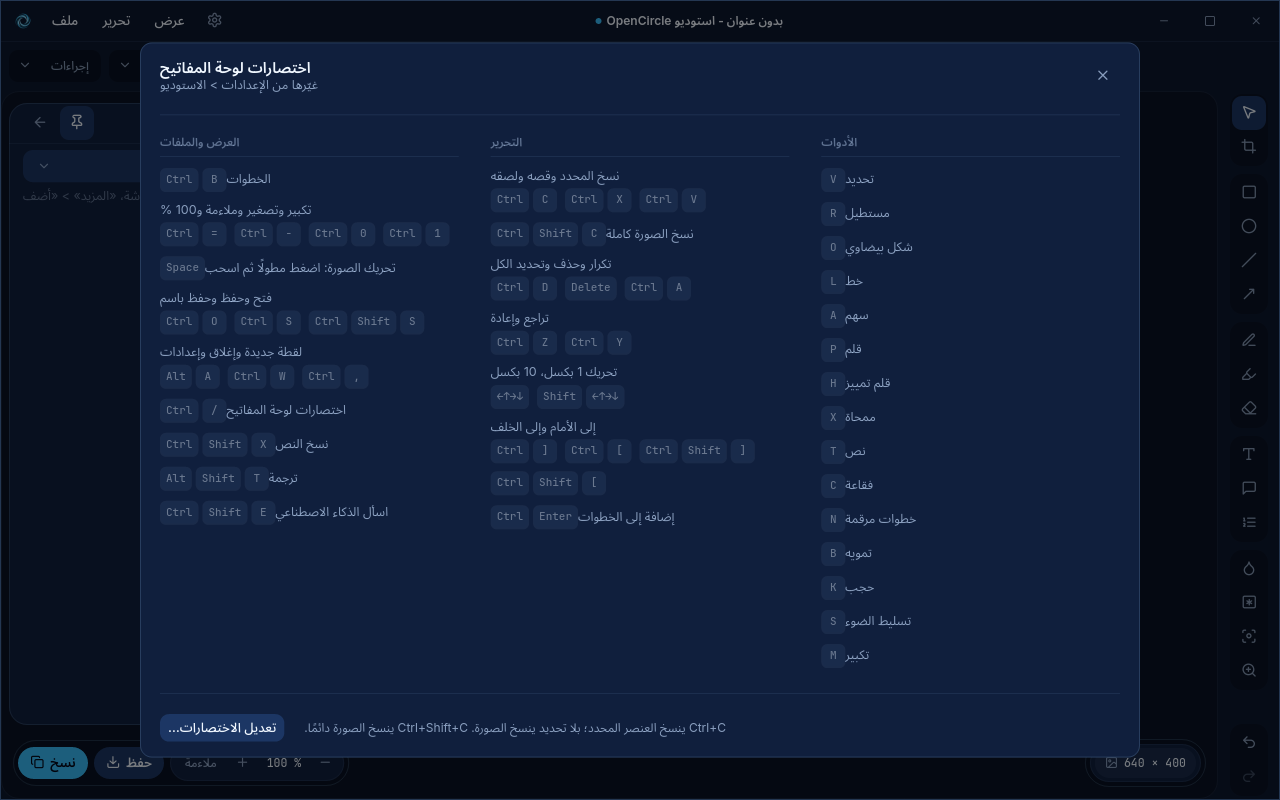 ملف
تحرير
عرض
بدون عنوان - استوديو OpenCircle
إجراءات
شة، «المزيد» > «أضف
اختصارات لوحة المفاتيح
غيّرها من الإعدادات > الاستوديو
الأدوات
تحديد V
مستطيل R
شكل بيضاوي O
خط L
سهم A
قلم P
قلم تمييز H
ممحاة X
نص T
فقاعة C
خطوات مرقمة N
تمويه B
حجب K
تسليط الضوء S
تكبير M
التحرير
نسخ المحدد وقصه ولصقه
Ctrl C Ctrl X Ctrl V
نسخ الصورة كاملة Ctrl Shift C
تكرار وحذف وتحديد الكل
Ctrl D Delete Ctrl A
تراجع وإعادة
Ctrl Z Ctrl Y
تحريك 1 بكسل، 10 بكسل
←↑→↓ Shift ←↑→↓
إلى الأمام وإلى الخلف
Ctrl ] Ctrl [ Ctrl Shift ]
Ctrl Shift [
إضافة إلى الخطوات Ctrl Enter
العرض والملفات
الخطوات Ctrl B
تكبير وتصغير وملاءمة و100 %
Ctrl = Ctrl - Ctrl 0 Ctrl 1
تحريك الصورة: اضغط مطولًا ثم اسحب Space
فتح وحفظ وحفظ باسم
Ctrl O Ctrl S Ctrl Shift S
لقطة جديدة وإغلاق وإعدادات
Alt A Ctrl W Ctrl ,
اختصارات لوحة المفاتيح Ctrl /
نسخ النص Ctrl Shift X
ترجمة Alt Shift T
اسأل الذكاء الاصطناعي Ctrl Shift E
Ctrl+C ينسخ العنصر المحدد؛ بلا تحديد ينسخ الصورة. Ctrl+Shift+C ينسخ الصورة دائمًا.
تعديل الاختصارات...
نسخ
حفظ
ملاءمة
100 %
640 × 400